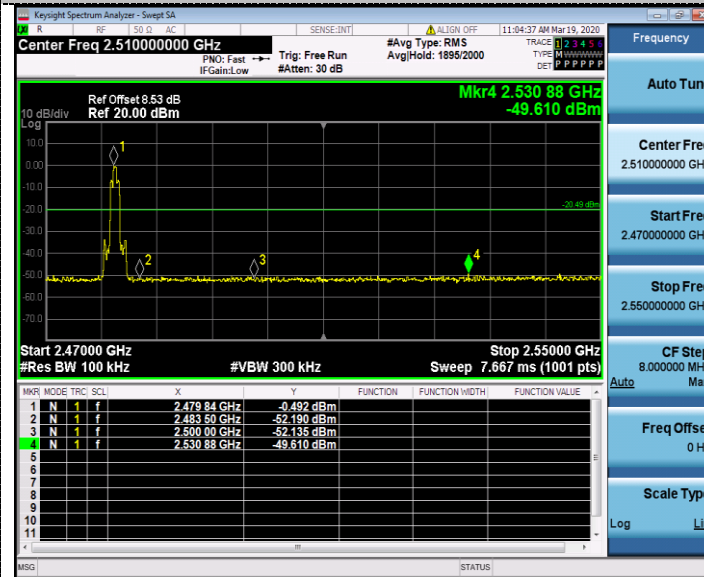 Keysight Spectrum Analyzer - Swept SA
R RF 50 Ω AC SENSE:INT ALIGN OFF 11:04:37 AM Mar 19, 2020
Center Freq 2.510000000 GHz
PNO: Fast
IFGain:Low
Trig: Free Run
#Atten: 30 dB
#Avg Type: RMS
Avg|Hold: 1895/2000
TRACE 1 2 3 4 5 6
TYPE M
DET P P P P P P
Frequency
Ref Offset 8.53 dB
10 dB/div Ref 20.00 dBm
Log
Mkr4 2.530 88 GHz
-49.610 dBm
10.0
0.00
-10.0
-20.0
-30.0
-40.0
-50.0
-60.0
-70.0
1
2
3
4
-20.49 dBm
Start 2.47000 GHz
#Res BW 100 kHz
#VBW 300 kHz
Stop 2.55000 GHz
Sweep 7.667 ms (1001 pts)
MKR MODE TRC SCL X Y FUNCTION FUNCTION WIDTH FUNCTION VALUE
1 N 1 f 2.479 84 GHz -0.492 dBm
2 N 1 f 2.483 50 GHz -52.190 dBm
3 N 1 f 2.500 00 GHz -52.135 dBm
4 N 1 f 2.530 88 GHz -49.610 dBm
5
6
7
8
9
10
11
MSG STATUS
Auto Tun
Center Fre
2.510000000 GH
Start Fre
2.470000000 GH
Stop Fre
2.550000000 GH
CF Step
8.000000 MH
Auto Ma
Freq Offse
0 H
Scale Typ
Log Li